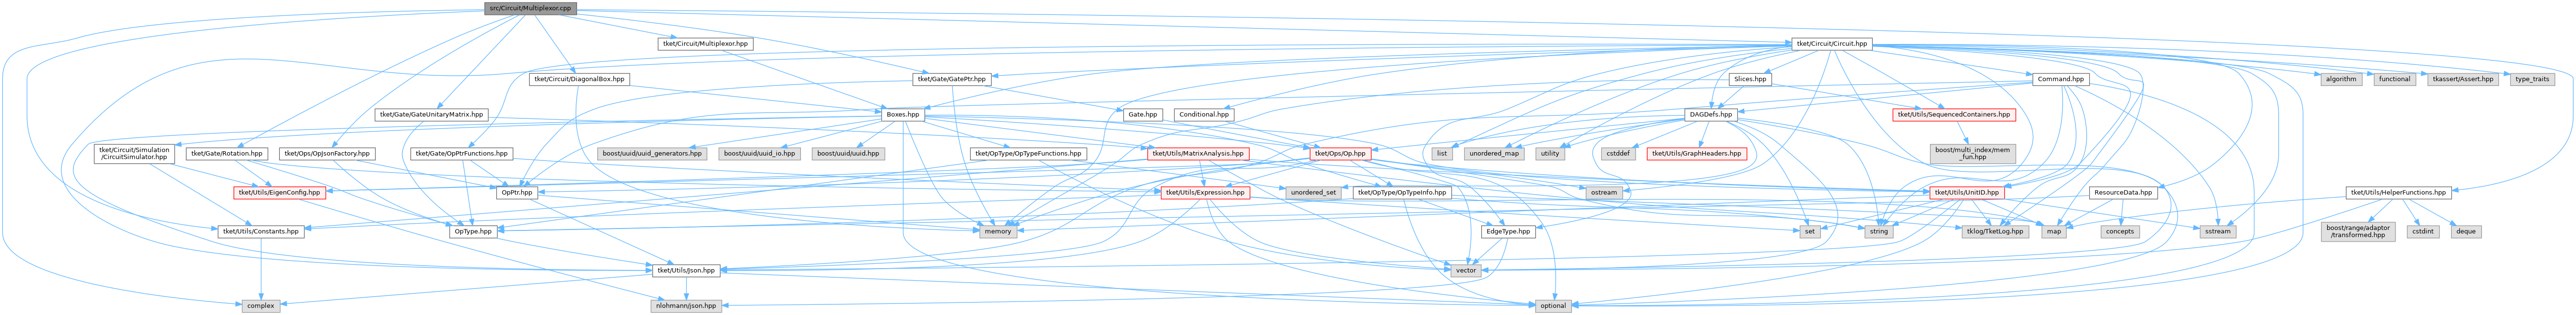 src/Circuit/Multiplexor.cpp
tket/Circuit/Multiplexor.hpp
tket/Circuit/Circuit.hpp
tket/Circuit/DiagonalBox.hpp
tket/Gate/GatePtr.hpp
Slices.hpp
Command.hpp
algorithm
functional
tkassert/Assert.hpp
type_traits
tket/Gate/GateUnitaryMatrix.hpp
Boxes.hpp
Gate.hpp
Conditional.hpp
DAGDefs.hpp
tket/Utils/SequencedContainers.hpp
tket/Circuit/Simulation
/CircuitSimulator.hpp
tket/Gate/Rotation.hpp
tket/Ops/OpJsonFactory.hpp
tket/Gate/OpPtrFunctions.hpp
boost/uuid/uuid_generators.hpp
boost/uuid/uuid_io.hpp
boost/uuid/uuid.hpp
tket/OpType/OpTypeFunctions.hpp
tket/Utils/MatrixAnalysis.hpp
tket/Ops/Op.hpp
list
unordered_map
utility
cstddef
tket/Utils/GraphHeaders.hpp
boost/multi_index/mem
_fun.hpp
tket/Utils/EigenConfig.hpp
OpPtr.hpp
tket/Utils/Expression.hpp
unordered_set
tket/OpType/OpTypeInfo.hpp
ostream
tket/Utils/UnitID.hpp
ResourceData.hpp
tket/Utils/HelperFunctions.hpp
tket/Utils/Constants.hpp
OpType.hpp
memory
EdgeType.hpp
set
string
tklog/TketLog.hpp
map
concepts
sstream
boost/range/adaptor
/transformed.hpp
cstdint
deque
tket/Utils/Json.hpp
vector
complex
nlohmann/json.hpp
optional